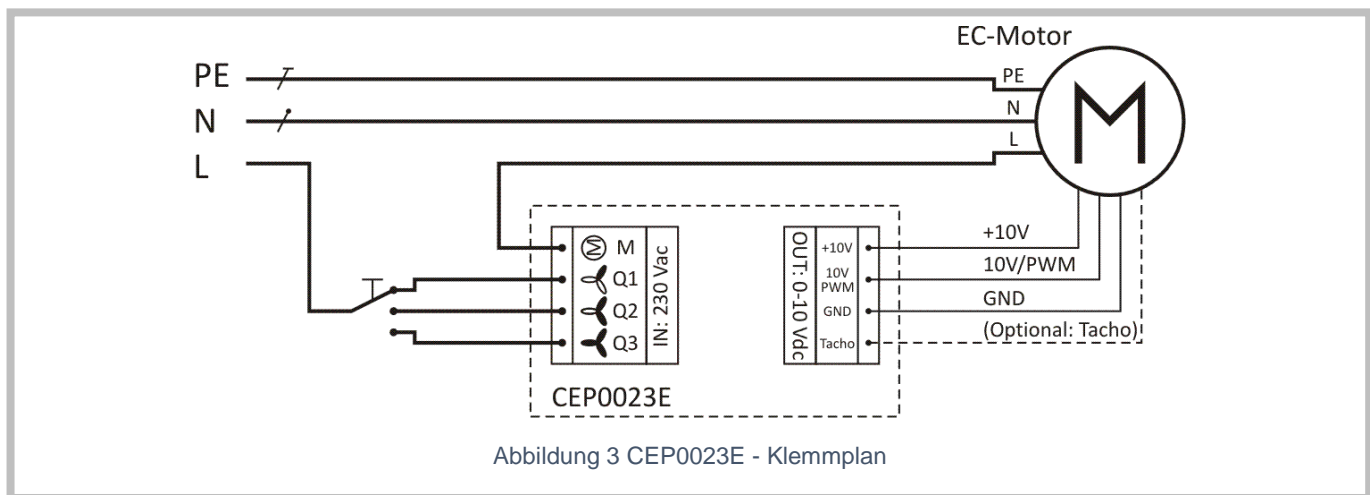 EC-Motor
PE
N
L
PE
N
L
M
M M
Q1
Q2
Q3
IN: 230 Vac
OUT: 0-10 Vdc
+10V
10V
PWM
GND
Tacho
+10V
10V/PWM
GND
(Optional: Tacho)
CEP0023E
Abbildung 3 CEP0023E - Klemmplan